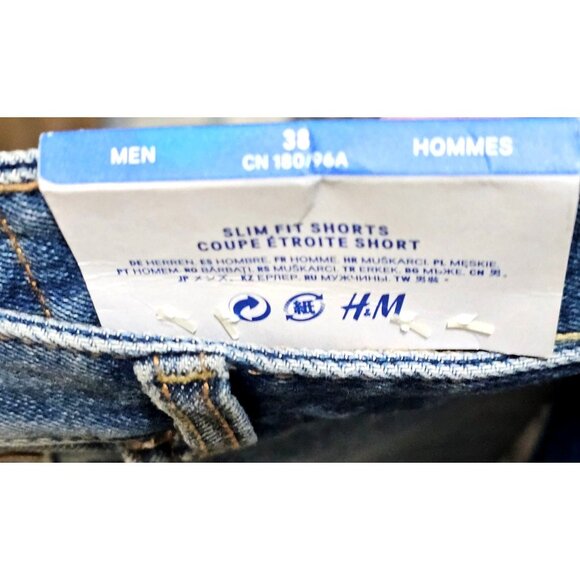 MEN
38
HOMMES
CN 180/96A
SLIM FIT SHORTS
COUPE ÉTROITE SHORT
DE HERREN. ES HOMBRE. FR HOMME. HR MUŠKARCI. PL MĘSKIE.
PT HOMEM. RO BĂRBAȚI. RS MUŠKARCI. TR ERKEK. BG МЪЖЕ. CN 男.
JP メンズ. KZ ЕРЛЕР. RU МУЖЧИНЫ. TW 男裝.
紙
H&M